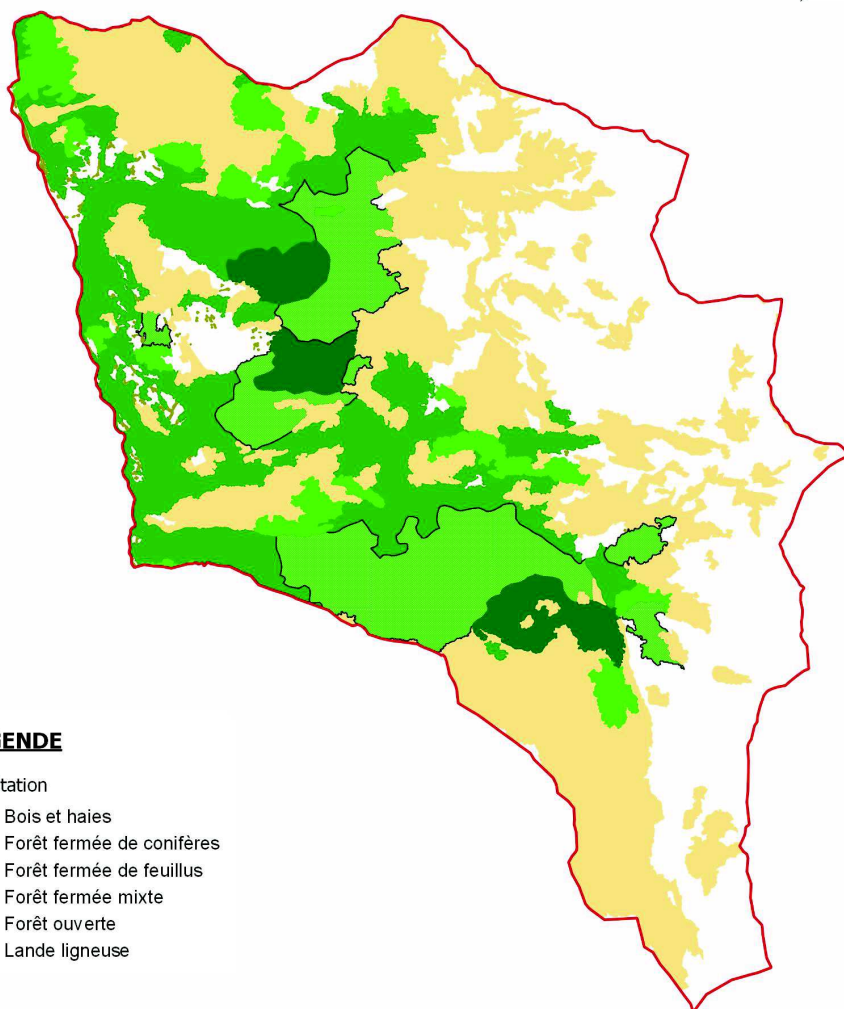 GENDE
tation
Bois et haies
Forêt fermée de conifères
Forêt fermée de feuillus
Forêt fermée mixte
Forêt ouverte
Lande ligneuse